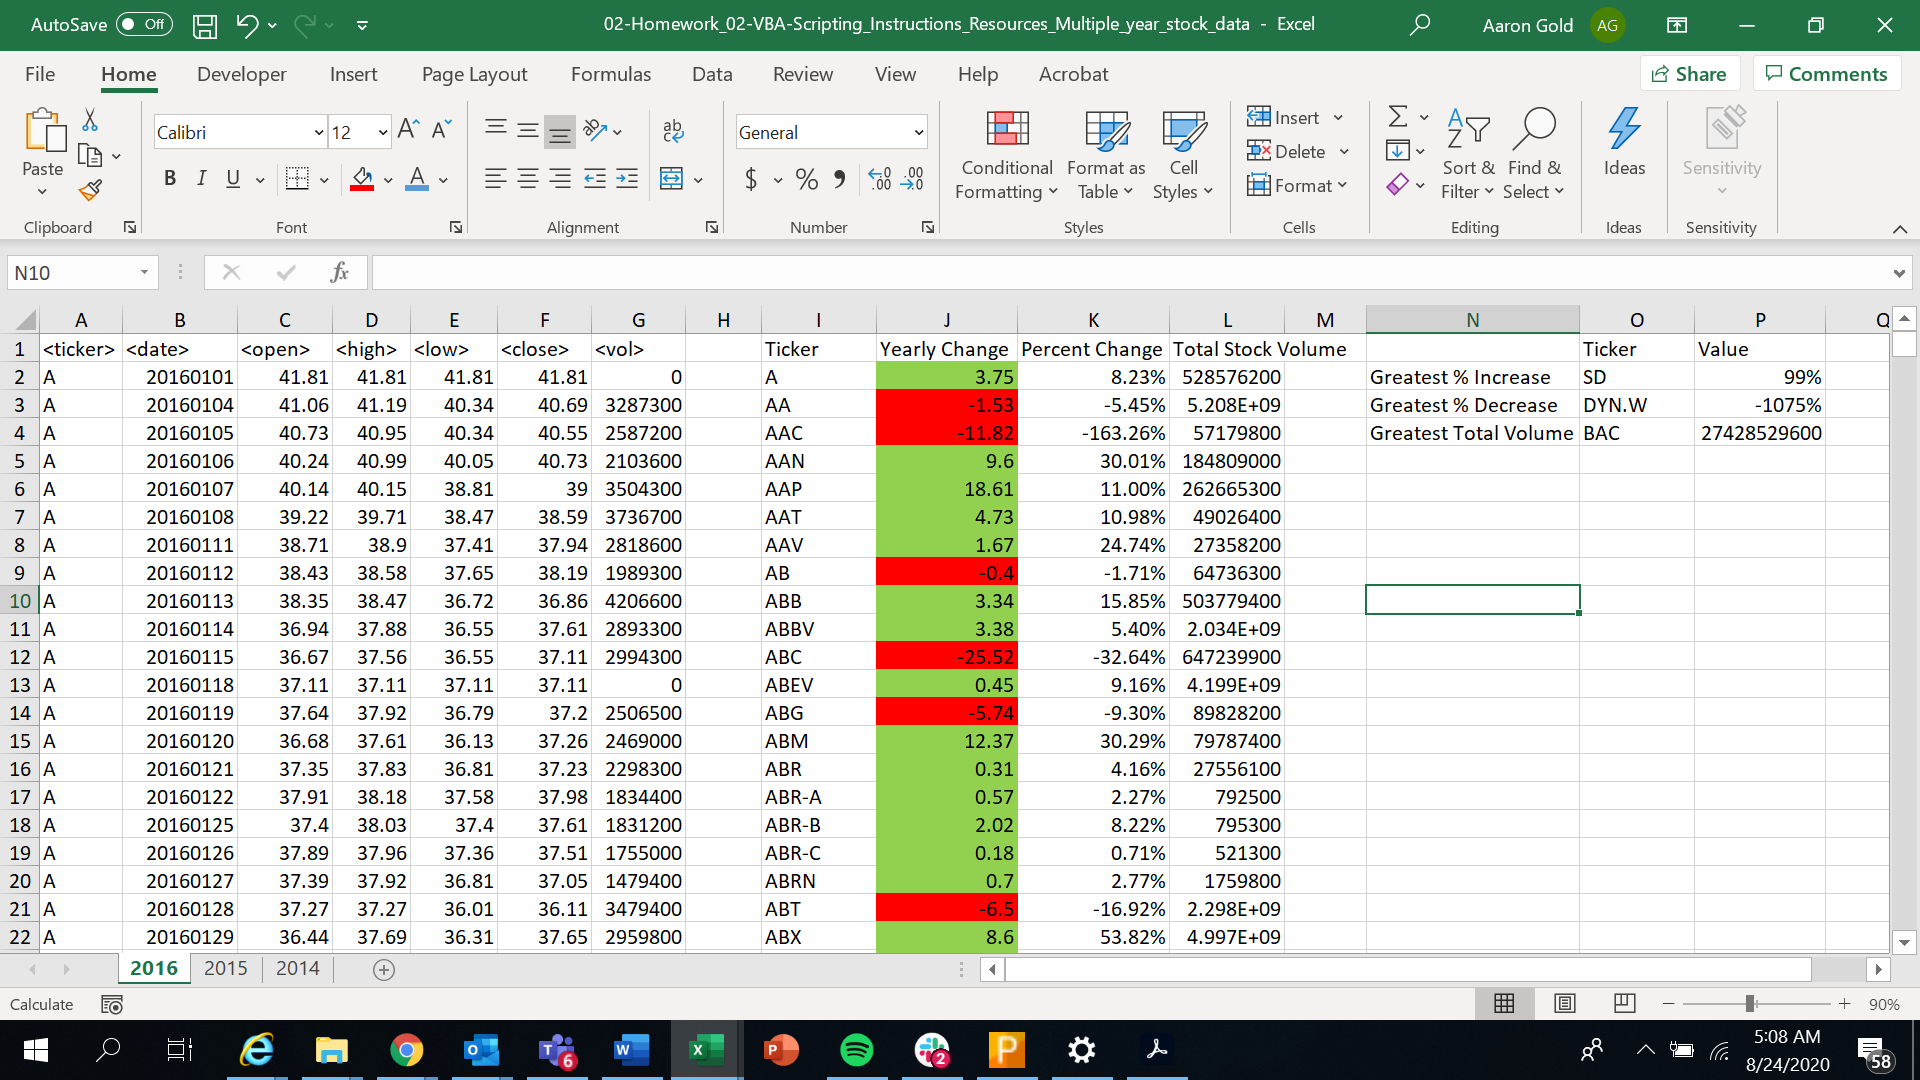 AutoSave Off 02-Homework_02-VBA-Scripting_Instructions_Resources_Multiple_year_stock_data - Excel Aaron Gold AG
File Home Insert Page Layout Formulas Data Review View Help Acrobat Share Comments
Paste Calibri 12 B I U ab c General $ % 9 .00 .0 Conditional Formatting Format as Table Cell Styles Insert Delete Format Sort & Filter Find & Select Ideas Sensitivity
Clipboard Font Alignment Number Styles Cells Editing Ideas Sensitivity
N10 fx
A B C D E F G H I J K L M N O P Q
1 <ticker> <date> <open> <high> <low> <close> <vol> Ticker Yearly Change Percent Change Total Stock Volume Ticker Value
2 A 20160101 41.81 41.81 41.81 41.81 0 A 3.75 8.23% 528576200 Greatest % Increase SD 99%
3 A 20160104 41.06 41.19 40.34 40.69 3287300 AA -1.53 -5.45% 5.208E+09 Greatest % Decrease DYN.W -1075%
4 A 20160105 40.73 40.95 40.34 40.55 2587200 AAC -11.82 -163.26% 57179800 Greatest Total Volume BAC 27428529600
5 A 20160106 40.24 40.99 40.05 40.73 2103600 AAN 9.6 30.01% 184809000
6 A 20160107 40.14 40.15 38.81 39 3504300 AAP 18.61 11.00% 262665300
7 A 20160108 39.22 39.71 38.47 38.59 3736700 AAT 4.73 10.98% 49026400
8 A 20160111 38.71 38.9 37.41 37.94 2818600 AAV 1.67 24.74% 27358200
9 A 20160112 38.43 38.58 37.65 38.19 1989300 AB -0.4 -1.71% 64736300
10 A 20160113 38.35 38.47 36.72 36.86 4206600 ABB 3.34 15.85% 503779400
11 A 20160114 36.94 37.88 36.55 37.61 2893300 ABBV 3.38 5.40% 2.034E+09
12 A 20160115 36.67 37.56 36.55 37.11 2994300 ABC -25.52 -32.64% 647239900
13 A 20160118 37.11 37.11 37.11 37.11 0 ABEV 0.45 9.16% 4.199E+09
14 A 20160119 37.64 37.92 36.79 37.2 2506500 ABG -5.74 -9.30% 89828200
15 A 20160120 36.68 37.61 36.13 37.26 2469000 ABM 12.37 30.29% 79787400
16 A 20160121 37.35 37.83 36.81 37.23 2298300 ABR 0.31 4.16% 27556100
17 A 20160122 37.91 38.18 37.58 37.98 1834400 ABR-A 0.57 2.27% 792500
18 A 20160125 37.4 38.03 37.4 37.61 1831200 ABR-B 2.02 8.22% 795300
19 A 20160126 37.89 37.96 37.36 37.51 1755000 ABR-C 0.18 0.71% 521300
20 A 20160127 37.39 37.92 36.81 37.05 1479400 ABRN 0.7 2.77% 1759800
21 A 20160128 37.27 37.27 36.01 36.11 3479400 ABT -6.5 -16.92% 2.298E+09
22 A 20160129 36.44 37.69 36.31 37.65 2959800 ABX 8.6 53.82% 4.997E+09
2016 2015 2014
Calculate 90%
5:08 AM
8/24/2020
58